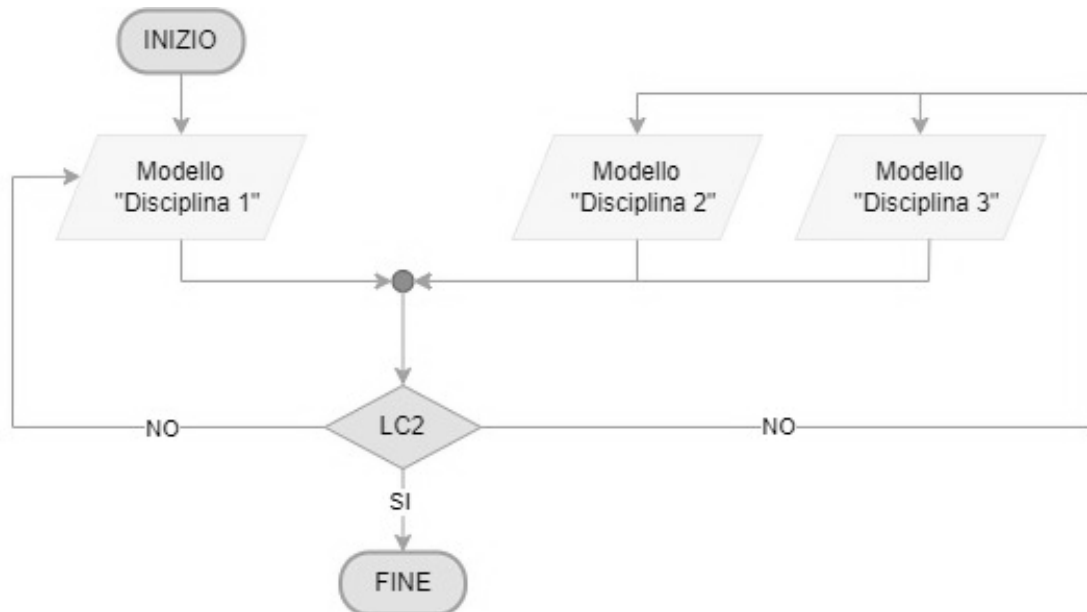 INIZIO
Modello
"Disciplina 1"
Modello
"Disciplina 2"
Modello
"Disciplina 3"
NO
LC2
NO
SI
FINE